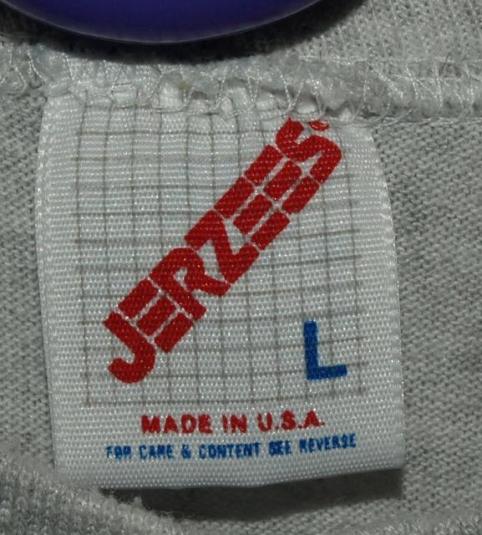 JERZEES®
L
MADE IN U.S.A.
FOR CARE & CONTENT SEE REVERSE